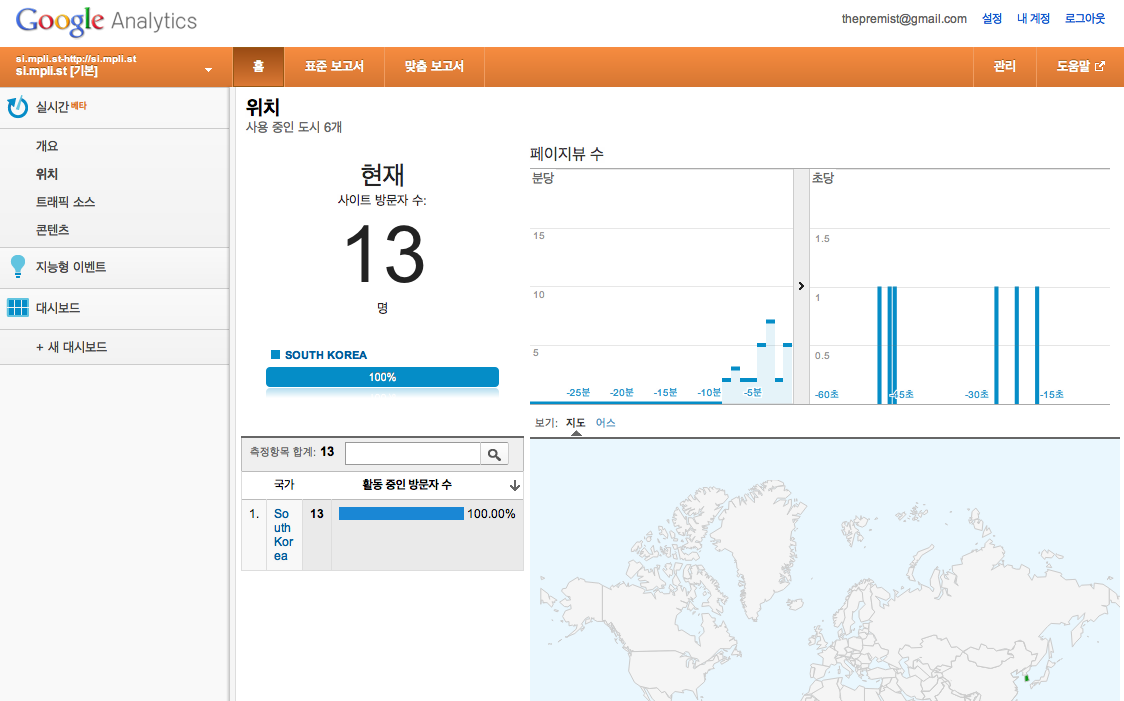 Google Analytics
thepremist@gmail.com 설정 내 계정 로그아웃
si.mpli.st-http://si.mpli.st
si.mpli.st [기본]
홈 표준 보고서 맞춤 보고서 관리 도움말
실시간 베타
개요
위치
트래픽 소스
콘텐츠
지능형 이벤트
대시보드
+ 새 대시보드
위치
사용 중인 도시 6개
현재
사이트 방문자 수:
13
명
SOUTH KOREA
100%
페이지뷰 수
분당
15
10
5
-25분 -20분 -15분 -10분 -5분
초당
1.5
1
0.5
-60초 -45초 -30초 -15초
보기: 지도 어스
측정항목 합계: 13
국가 활동 중인 방문자 수
1. So
uth
Kor
ea
13 100.00%